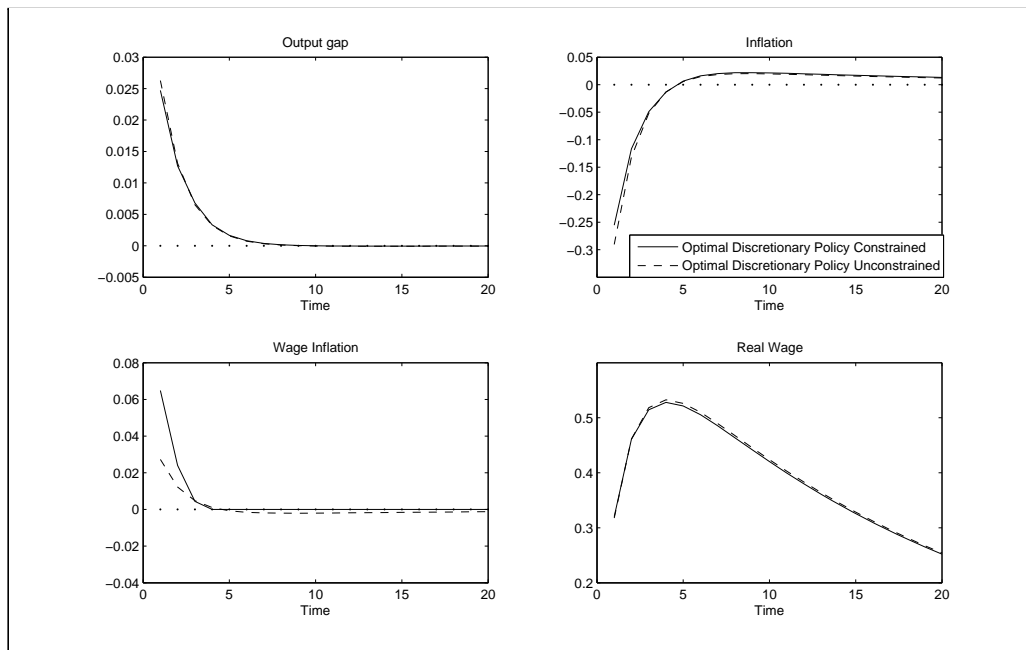 Output gap
0.03
0.025
0.02
0.015
0.01
0.005
0
−0.005
0 5 10 15 20
Time
Inflation
0.05
0
−0.05
−0.1
−0.15
−0.2
−0.25
−0.3
Optimal Discretionary Policy Constrained
Optimal Discretionary Policy Unconstrained
0 5 10 15 20
Time
Wage Inflation
0.08
0.06
0.04
0.02
0
−0.02
−0.04
0 5 10 15 20
Time
Real Wage
0.5
0.4
0.3
0.2
0 5 10 15 20
Time